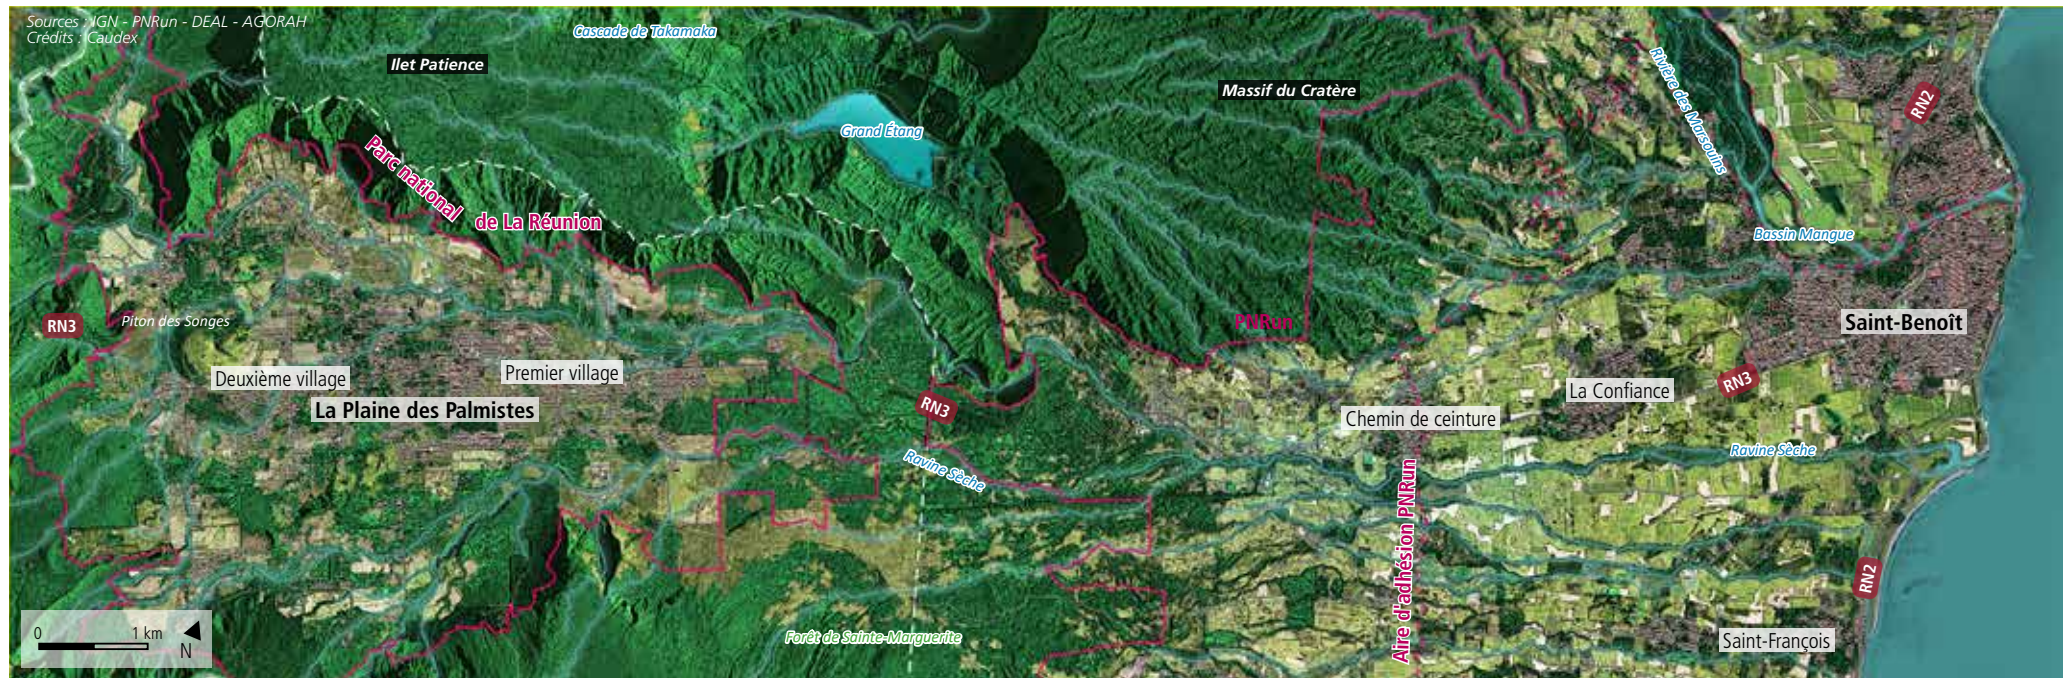 Sources : IGN - PNRun - DEAL - AGORAH
Crédits : Caudex
Cascade de Takamaka
Ilet Patience
Massif du Cratère
Rivière des Marsouins
RN2
Grand Étang
Parc national
de La Réunion
Bassin Mangue
RN3
Piton des Songes
PNRun
Saint-Benoît
Deuxième village
Premier village
La Plaine des Palmistes
RN3
RN3
La Confiance
Chemin de ceinture
Ravine Sèche
Ravine Sèche
Aire d'adhésion PNRun
RN2
Forêt de Sainte-Marguerite
Saint-François
0 1 km
N